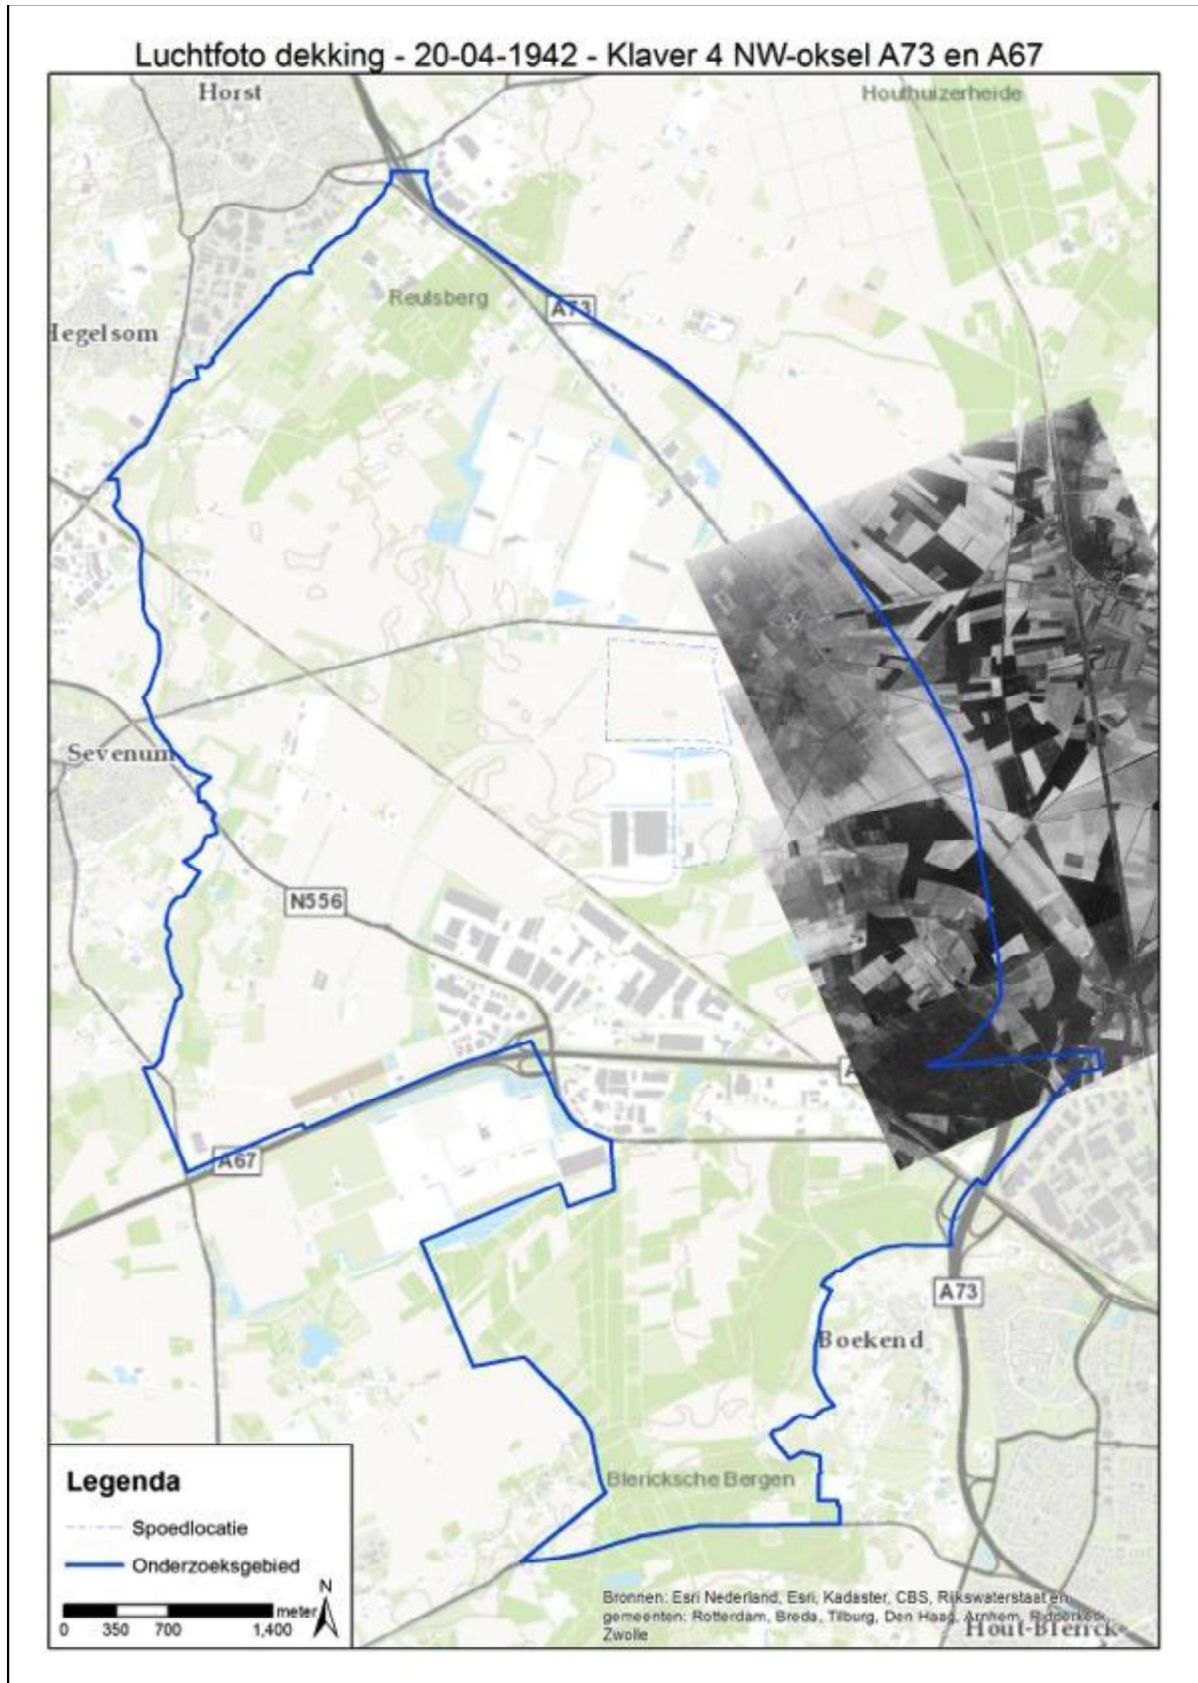 Luchtfoto dekking - 20-04-1942 - Klaver 4 NW-oksel A73 en A67
Horst
Houthuizerheide
Reulsberg
A73
Hegelsom
Sevenum
N556
A67
A73
Boekend
Blericksche Bergen
Legenda
Spoedlocatie
Onderzoeksgebied
N
meter
0 350 700 1,400
Bronnen: Esri Nederland, Esri, Kadaster, CBS, Rijkswaterstaat en
gemeenten: Rotterdam, Breda, Tilburg, Den Haag, Arnhem, Ridderkerk,
Zwolle
Hout-Blerick